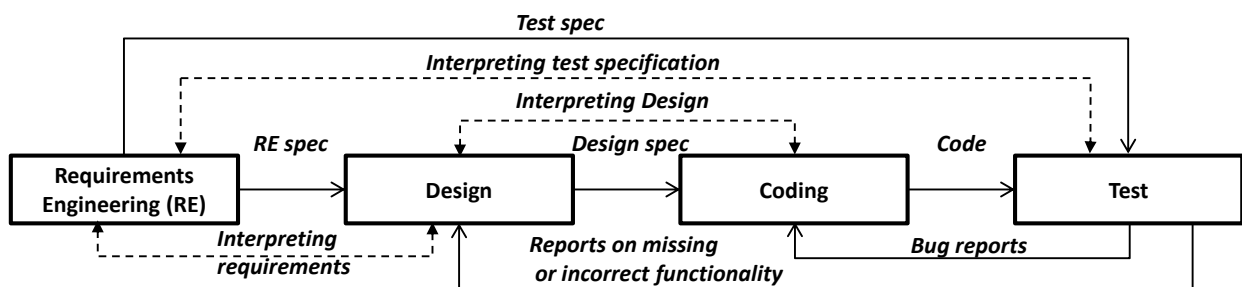 Test spec
Interpreting test specification
Interpreting Design
RE spec
Design spec
Code
Requirements
Engineering (RE)
Design
Coding
Test
Interpreting
requirements
Reports on missing
or incorrect functionality
Bug reports